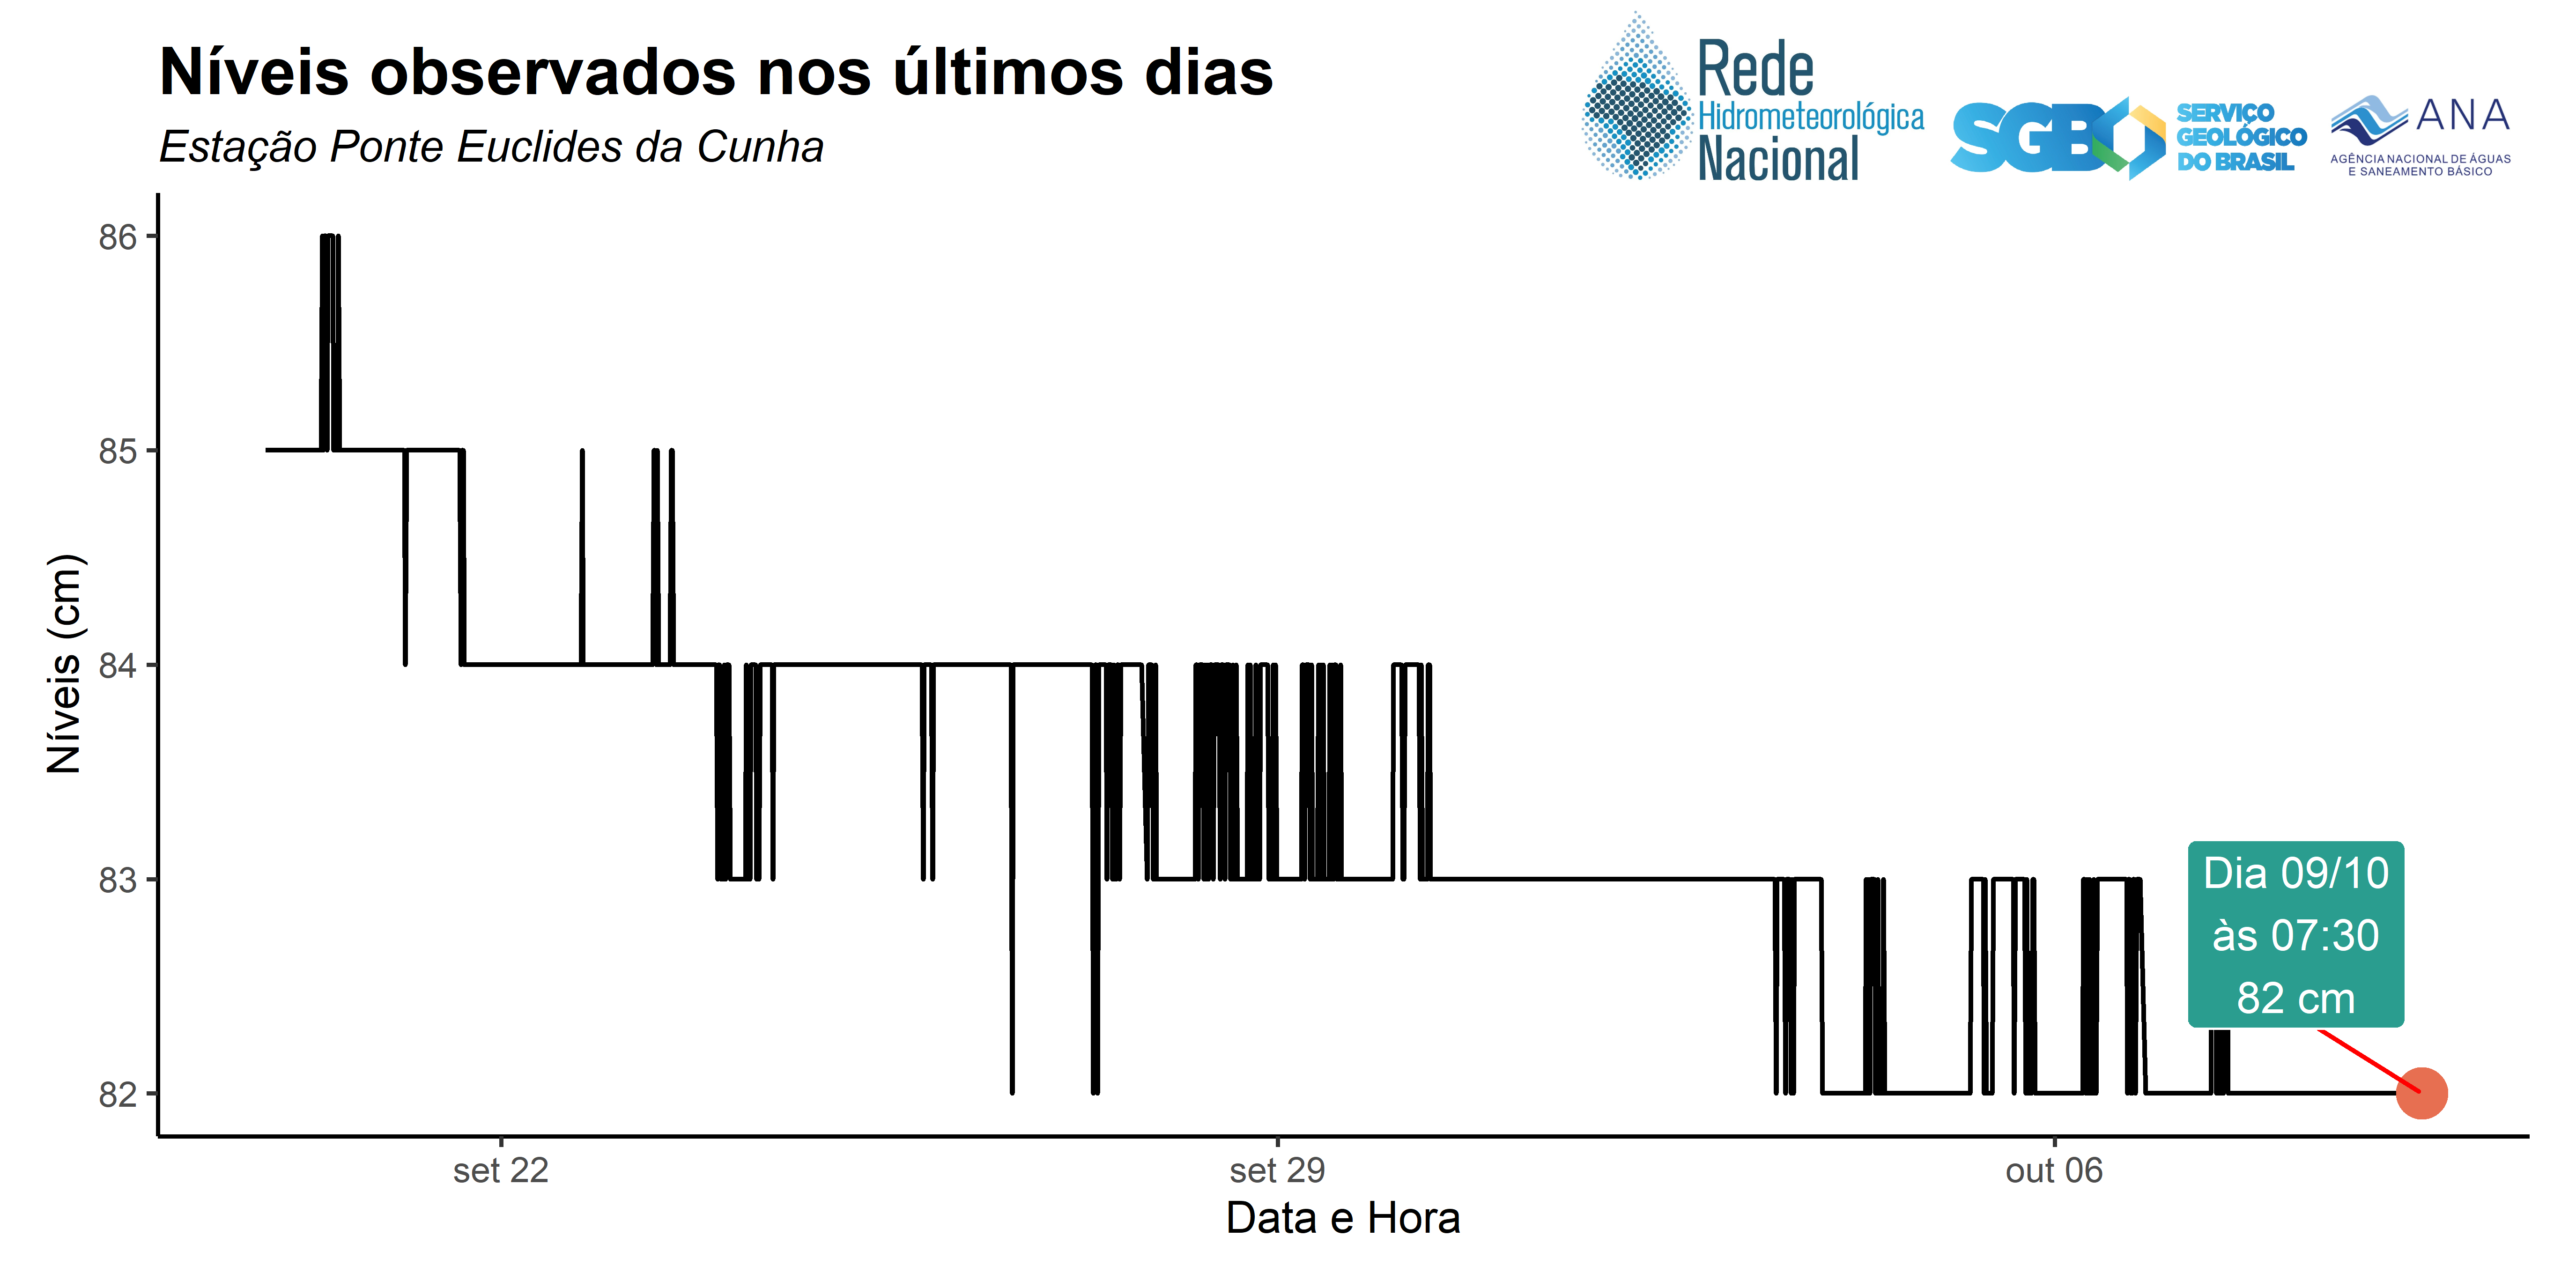 Níveis observados nos últimos dias
Estação Ponte Euclides da Cunha
Rede
Hidrometeorológica
Nacional
SGB
SERVIÇO
GEOLÓGICO
DO BRASIL
ANA
AGÊNCIA NACIONAL DE ÁGUAS
E SANEAMENTO BÁSICO
Níveis (cm)
86
85
84
83
82
Dia 09/10
às 07:30
82 cm
set 22
set 29
out 06
Data e Hora